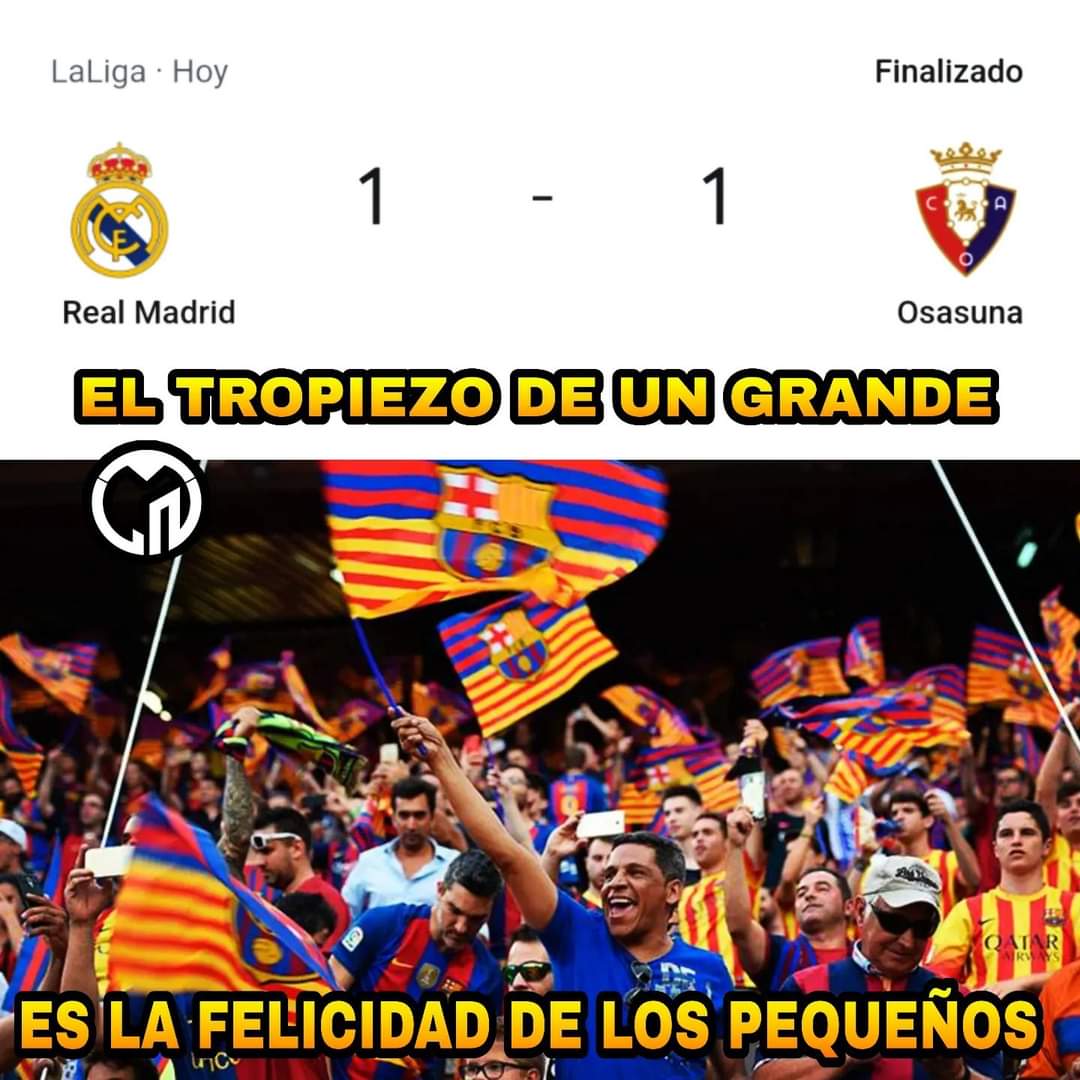 LaLiga · Hoy
Finalizado
1 - 1
C A
O
Real Madrid
Osasuna
EL TROPIEZO DE UN GRANDE
FCB
QATAR
AIRWAYS
ES LA FELICIDAD DE LOS PEQUEÑOS